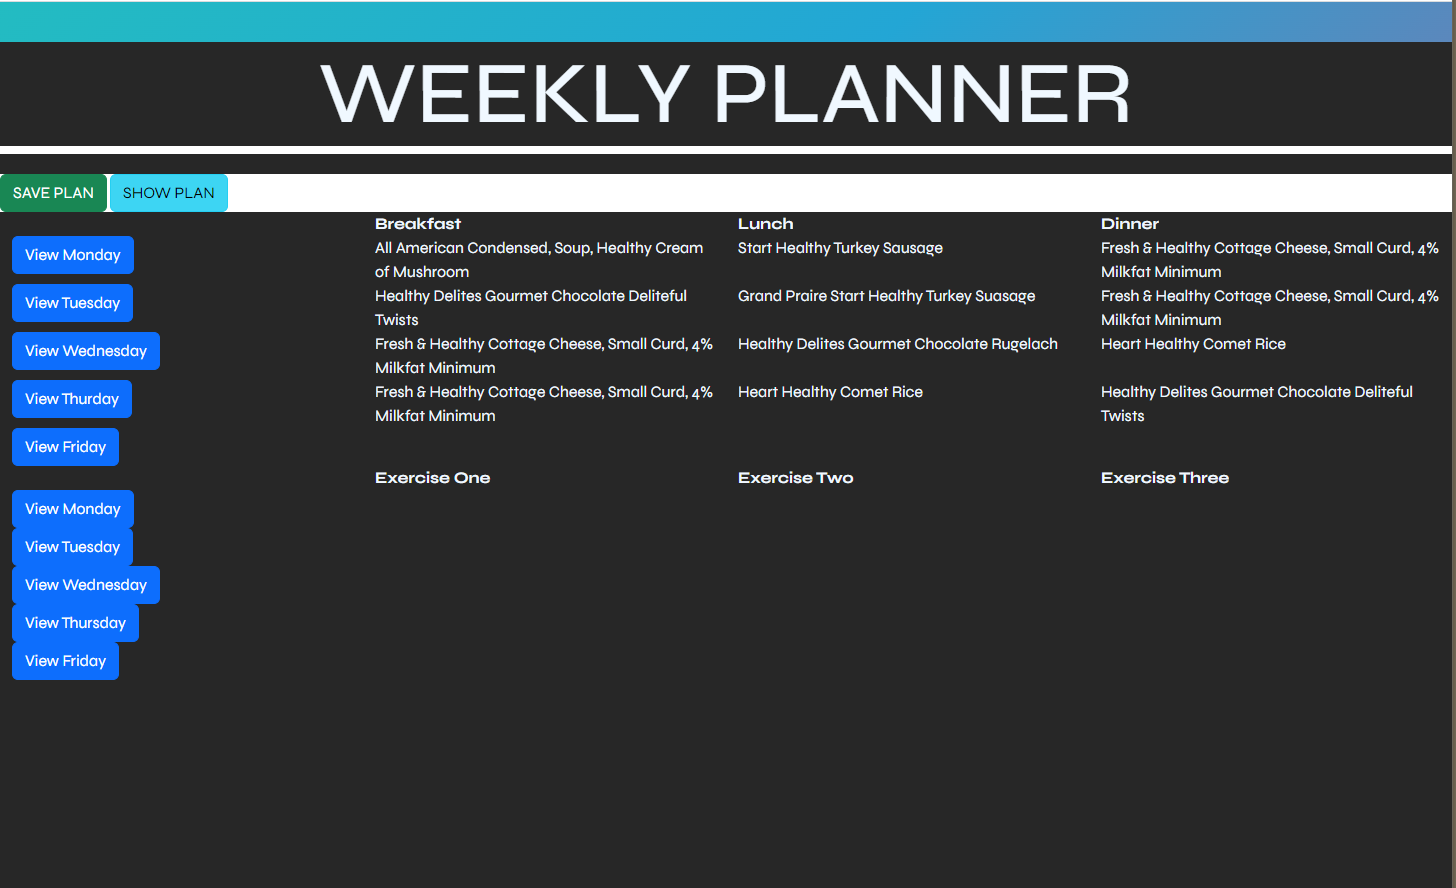 WEEKLY PLANNER
SAVE PLAN SHOW PLAN
Breakfast Lunch Dinner
View Monday
All American Condensed, Soup, Healthy Cream
of Mushroom
Start Healthy Turkey Sausage
Fresh & Healthy Cottage Cheese, Small Curd, 4%
Milkfat Minimum
View Tuesday
Healthy Delites Gourmet Chocolate Deliteful
Twists
Grand Praire Start Healthy Turkey Suasage
Fresh & Healthy Cottage Cheese, Small Curd, 4%
Milkfat Minimum
View Wednesday
Fresh & Healthy Cottage Cheese, Small Curd, 4%
Milkfat Minimum
Healthy Delites Gourmet Chocolate Rugelach
Heart Healthy Comet Rice
View Thurday
Fresh & Healthy Cottage Cheese, Small Curd, 4%
Milkfat Minimum
Heart Healthy Comet Rice
Healthy Delites Gourmet Chocolate Deliteful
Twists
View Friday
Exercise One Exercise Two Exercise Three
View Monday
View Tuesday
View Wednesday
View Thursday
View Friday